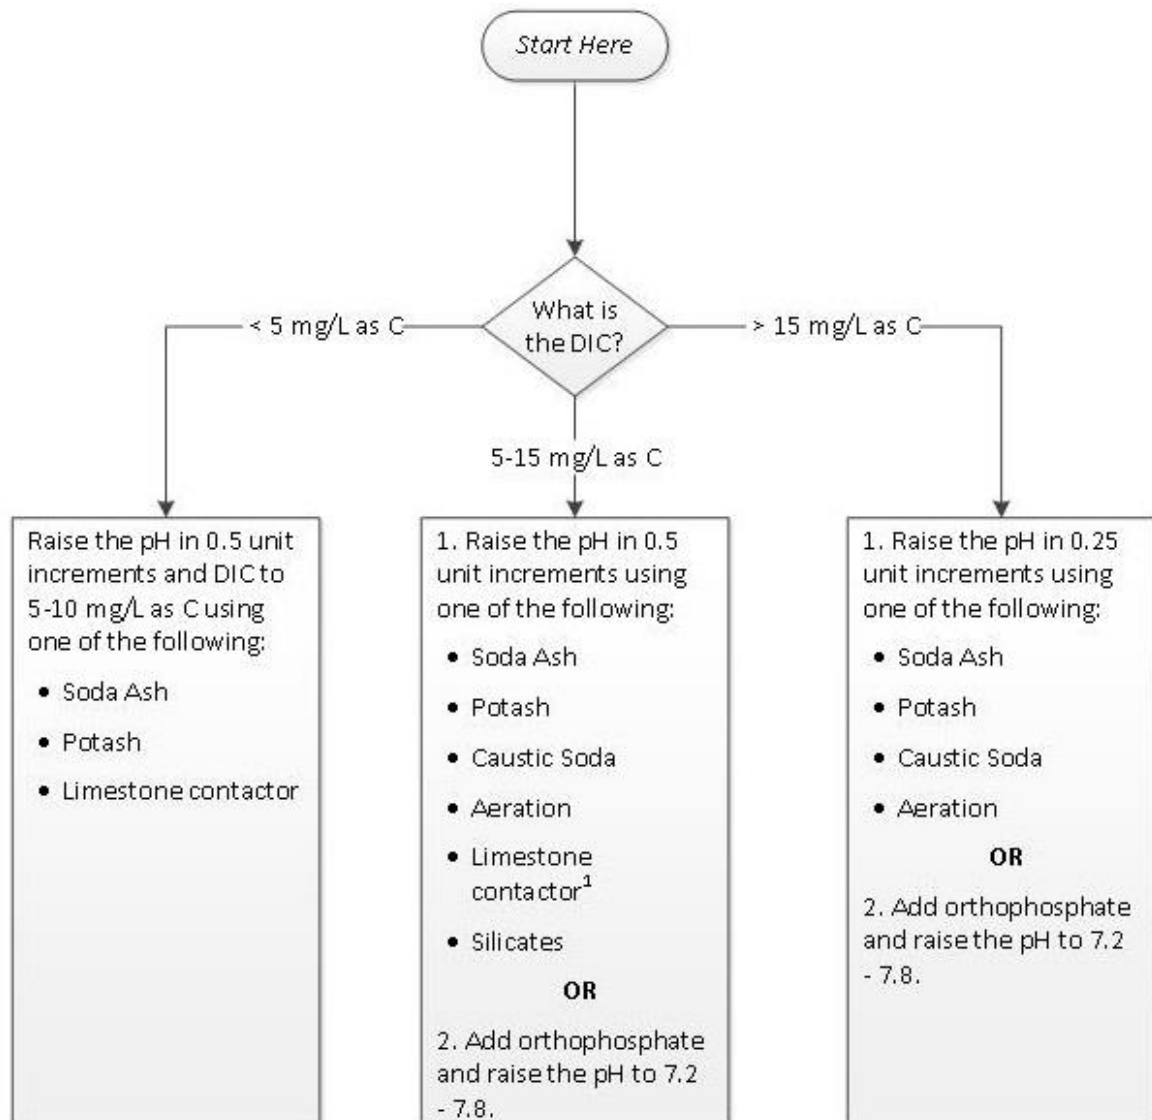 Start Here
What is
the DIC?
< 5 mg/L as C
> 15 mg/L as C
5-15 mg/L as C
Raise the pH in 0.5 unit
increments and DIC to
5-10 mg/L as C using
one of the following:
• Soda Ash
• Potash
• Limestone contactor
1. Raise the pH in 0.5
unit increments using
one of the following:
• Soda Ash
• Potash
• Caustic Soda
• Aeration
• Limestone
contactor¹
• Silicates
OR
2. Add orthophosphate
and raise the pH to 7.2
- 7.8.
1. Raise the pH in 0.25
unit increments using
one of the following:
• Soda Ash
• Potash
• Caustic Soda
• Aeration
OR
2. Add orthophosphate
and raise the pH to 7.2
- 7.8.